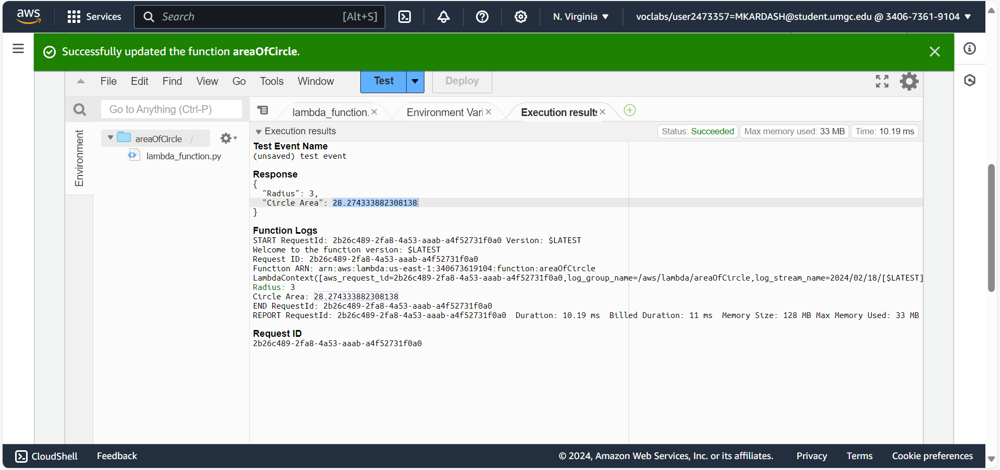 aws Services Search [Alt+S] N. Virginia voclabs/user2473357=MKARDASH@student.umgc.edu @ 3406-7361-9104
Successfully updated the function areaOfCircle.
File Edit Find View Go Tools Window Test Deploy
Go to Anything (Ctrl-P)
lambda_function. Environment Vari Execution results
Environment
areaOfCircle - /
lambda_function.py
Execution results Status: Succeeded Max memory used: 33 MB Time: 10.19 ms
Test Event Name
(unsaved) test event
Response
{
"Radius": 3,
"Circle Area": 28.274333882308138
}
Function Logs
START RequestId: 2b26c489-2fa8-4a53-aaab-a4f52731f0a0 Version: $LATEST
Welcome to the function version: $LATEST
Request ID: 2b26c489-2fa8-4a53-aaab-a4f52731f0a0
Function ARN: arn:aws:lambda:us-east-1:340673619104:function:areaOfCircle
LambdaContext([aws_request_id=2b26c489-2fa8-4a53-aaab-a4f52731f0a0,log_group_name=/aws/lambda/areaOfCircle,log_stream_name=2024/02/18/[$LATEST]
Radius: 3
Circle Area: 28.274333882308138
END RequestId: 2b26c489-2fa8-4a53-aaab-a4f52731f0a0
REPORT RequestId: 2b26c489-2fa8-4a53-aaab-a4f52731f0a0 Duration: 10.19 ms Billed Duration: 11 ms Memory Size: 128 MB Max Memory Used: 33 MB
Request ID
2b26c489-2fa8-4a53-aaab-a4f52731f0a0
CloudShell Feedback © 2024, Amazon Web Services, Inc. or its affiliates. Privacy Terms Cookie preferences